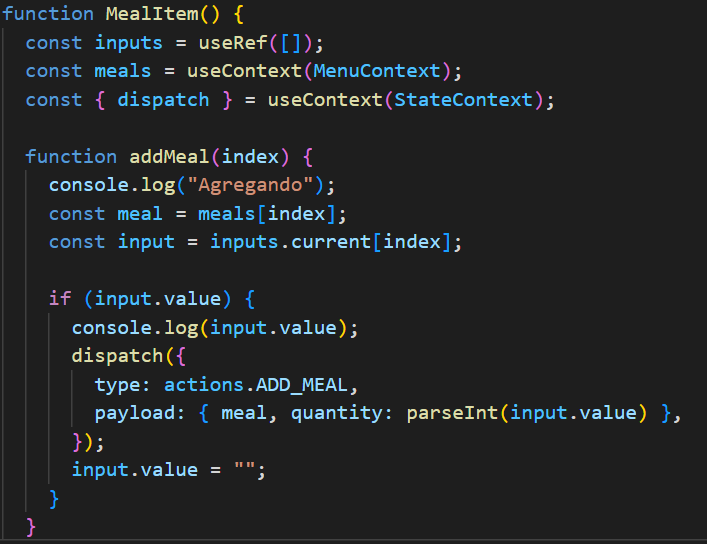 function MealItem() {
  const inputs = useRef([]);
  const meals = useContext(MenuContext);
  const { dispatch } = useContext(StateContext);

  function addMeal(index) {
    console.log("Agregando");
    const meal = meals[index];
    const input = inputs.current[index];

    if (input.value) {
      console.log(input.value);
      dispatch({
        type: actions.ADD_MEAL,
        payload: { meal, quantity: parseInt(input.value) },
      });
      input.value = "";
    }
  }